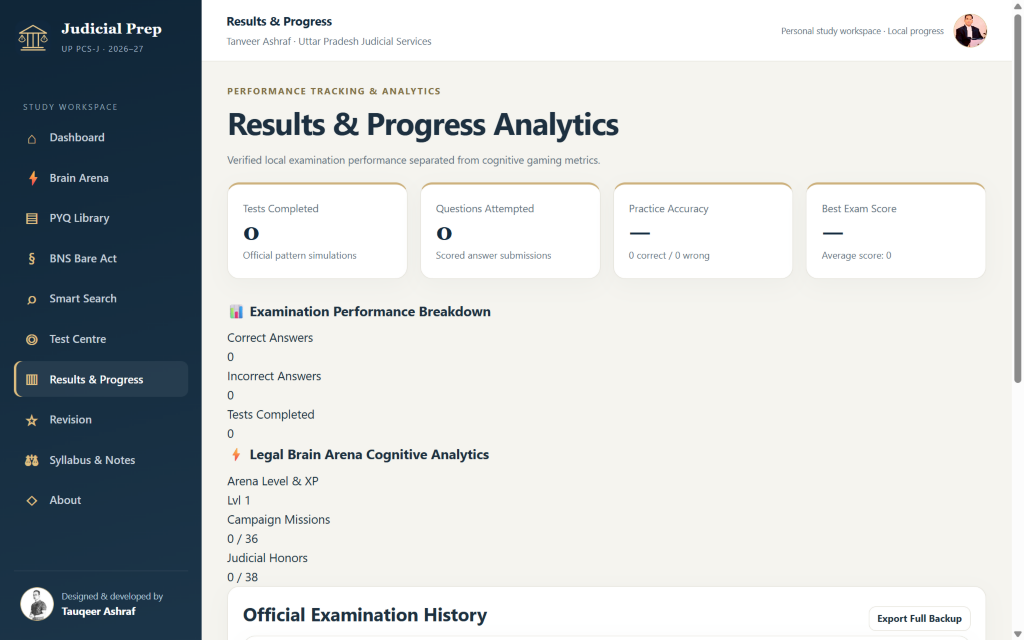 Judicial Prep
UP PCS-J · 2026–27
STUDY WORKSPACE
Dashboard
Brain Arena
PYQ Library
§ BNS Bare Act
Smart Search
Test Centre
Results & Progress
Revision
Syllabus & Notes
About
Designed & developed by
Tauqeer Ashraf
Results & Progress
Tanveer Ashraf · Uttar Pradesh Judicial Services
Personal study workspace · Local progress
PERFORMANCE TRACKING & ANALYTICS
Results & Progress Analytics
Verified local examination performance separated from cognitive gaming metrics.
Tests Completed
0
Official pattern simulations
Questions Attempted
0
Scored answer submissions
Practice Accuracy
—
0 correct / 0 wrong
Best Exam Score
—
Average score: 0
Examination Performance Breakdown
Correct Answers
0
Incorrect Answers
0
Tests Completed
0
Legal Brain Arena Cognitive Analytics
Arena Level & XP
Lvl 1
Campaign Missions
0 / 36
Judicial Honors
0 / 38
Official Examination History
Export Full Backup